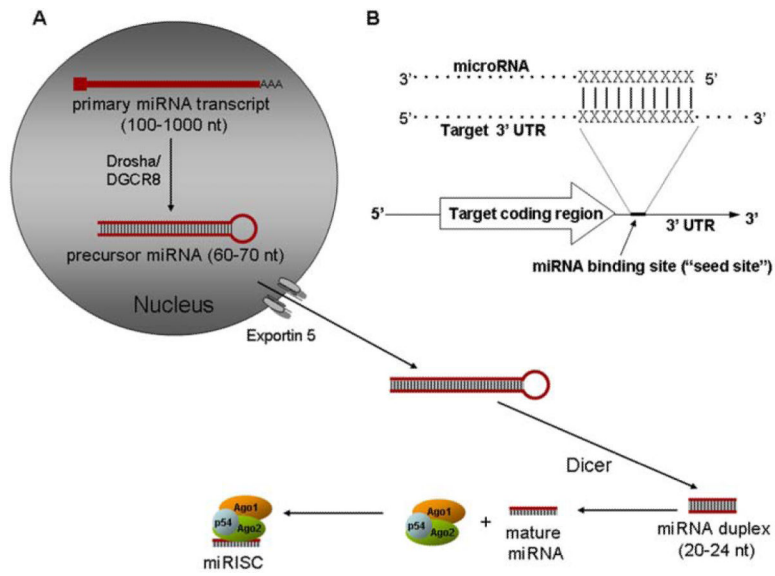 A
AAA
primary miRNA transcript
(100-1000 nt)
Drosha/
DGCR8
precursor miRNA (60-70 nt)
Nucleus
Exportin 5
B
microRNA
3' XXXXXXXXXX 5'
5' XXXXXXXXXX 3'
Target 3' UTR
5' Target coding region 3' UTR 3'
miRNA binding site ("seed site")
Dicer
Ago1
p54
Ago2
miRISC
Ago1
p54
Ago2
+
mature
miRNA
miRNA duplex
(20-24 nt)